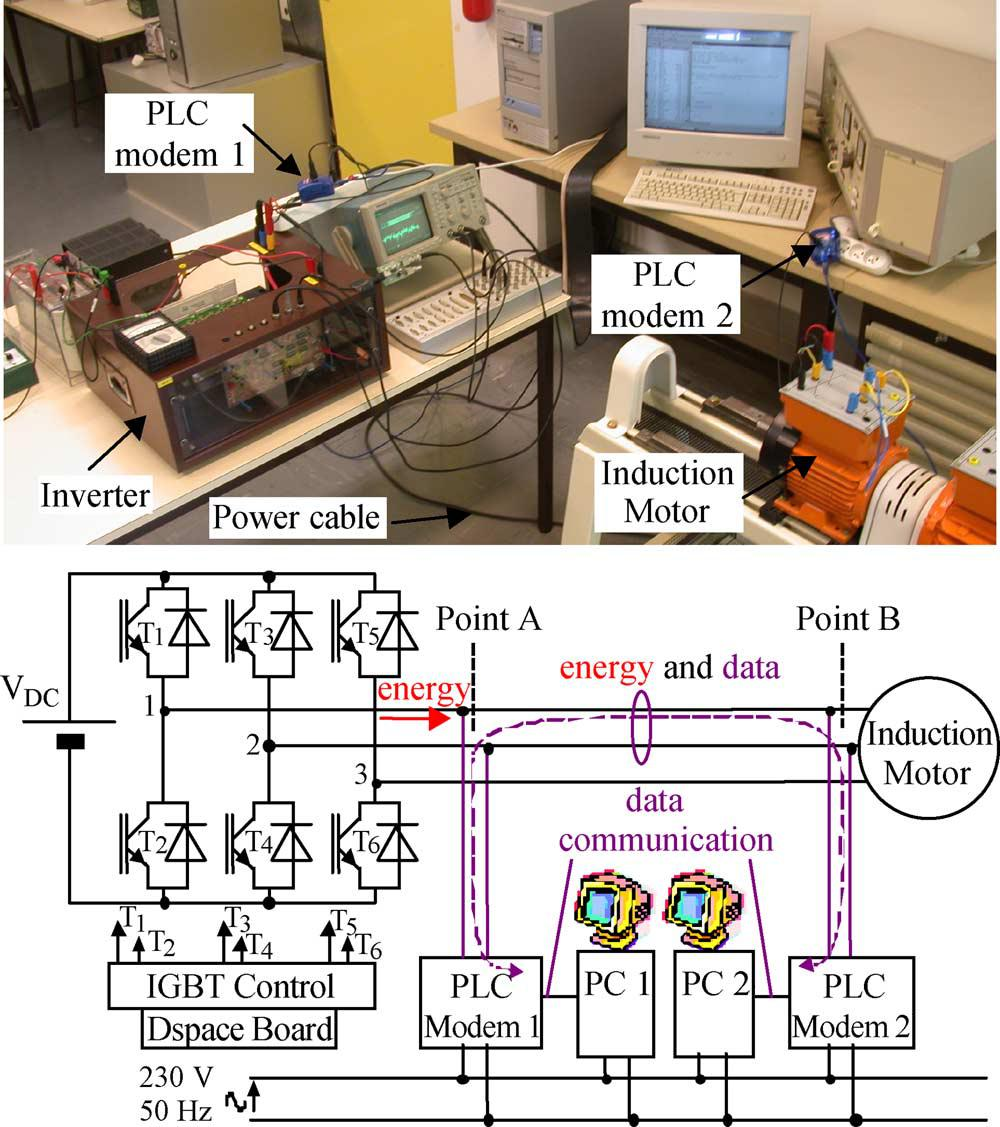 PLC
modem 1
PLC
modem 2
Inverter
Power cable
Induction
Motor
Point A
Point B
T1
T3
T5
energy
energy and data
VDC
1
2
3
Induction
Motor
data
communication
T2
T4
T6
T1
T2
T3
T4
T5
T6
IGBT Control
Dspace Board
PLC
Modem 1
PC 1
PC 2
PLC
Modem 2
230 V
50 Hz